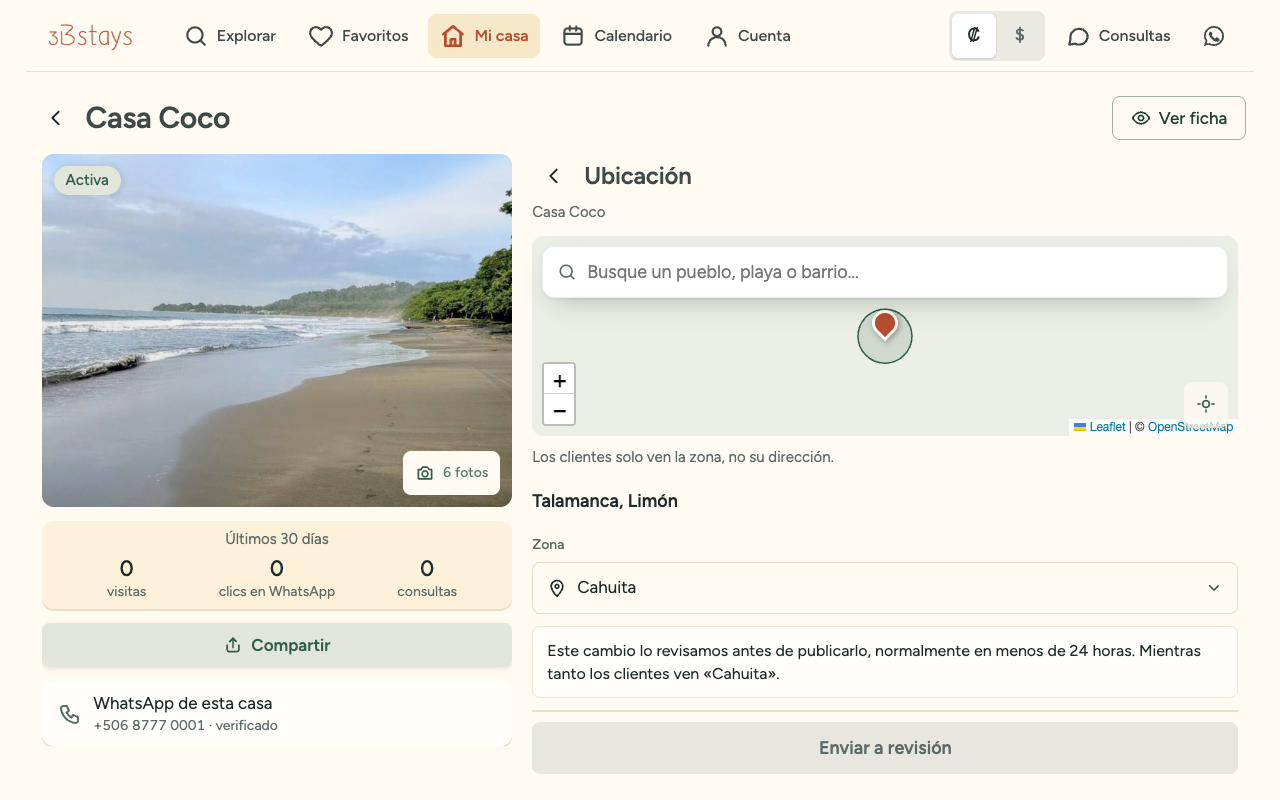 3B stays
Explorar
Favoritos
Mi casa
Calendario
Cuenta
₡
$
Consultas
Casa Coco
Ver ficha
Activa
6 fotos
Últimos 30 días
0
visitas
0
clics en WhatsApp
0
consultas
Compartir
WhatsApp de esta casa
+506 8777 0001 · verificado
Ubicación
Casa Coco
Busque un pueblo, playa o barrio...
+
−
Leaflet | © OpenStreetMap
Los clientes solo ven la zona, no su dirección.
Talamanca, Limón
Zona
Cahuita
Este cambio lo revisamos antes de publicarlo, normalmente en menos de 24 horas. Mientras
tanto los clientes ven «Cahuita».
Enviar a revisión